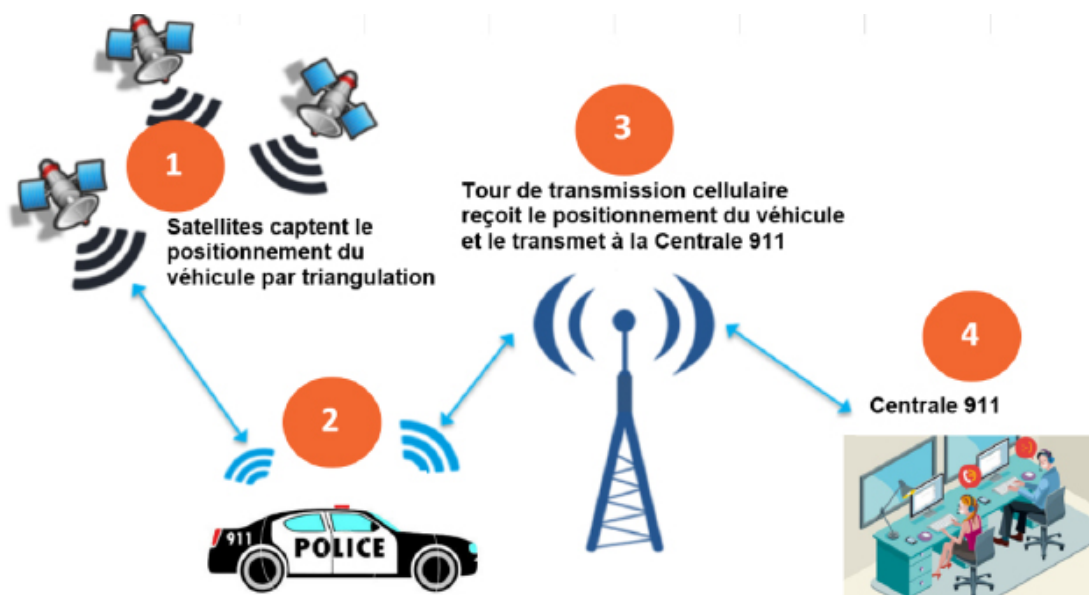 1
Satellites captent le
positionnement du
véhicule par triangulation
2
911 POLICE
3
Tour de transmission cellulaire
reçoit le positionnement du véhicule
et le transmet à la Centrale 911
4
Centrale 911